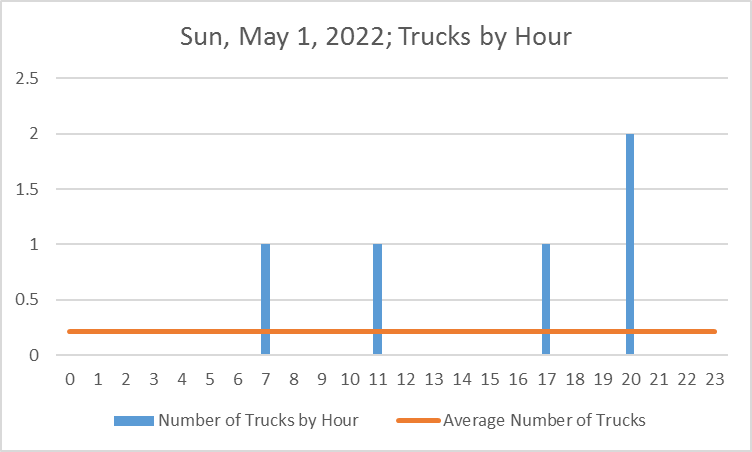 Sun, May 1, 2022; Trucks by Hour
2.5
2
1.5
1
0.5
0
0 1 2 3 4 5 6 7 8 9 10 11 12 13 14 15 16 17 18 19 20 21 22 23
Number of Trucks by Hour Average Number of Trucks